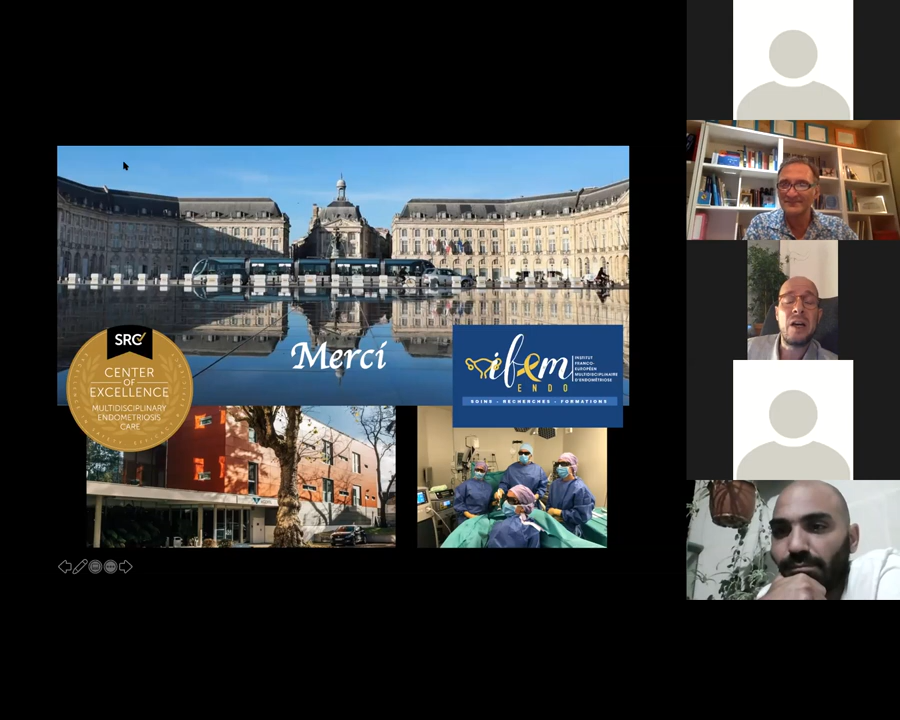 Merci
SRC
CENTER
OF
EXCELLENCE
MULTIDISCIPLINARY
ENDOMETRIOSIS
CARE
ifem
ENDO
INSTITUT
FRANCO-
EUROPÉEN
MULTIDISCIPLINAIRE
D'ENDOMÉTRIOSE
SOINS - RECHERCHES - FORMATIONS